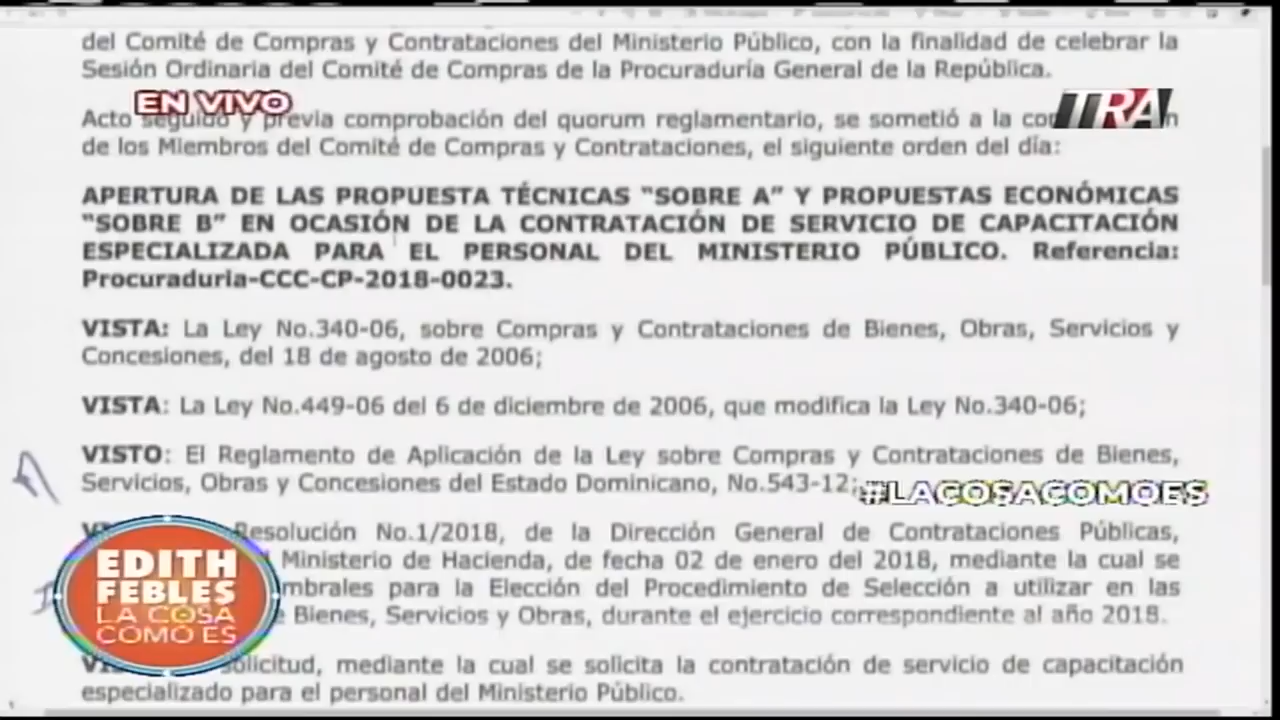 del Comité de Compras y Contrataciones del Ministerio Público, con la finalidad de celebrar la
Sesión Ordinaria del Comité de Compras de la Procuraduría General de la República.
EN VIVO
TRA
Acto seguido y previa comprobación del quorum reglamentario, se sometió a la
de los Miembros del Comité de Compras y Contrataciones, el siguiente orden del día:
APERTURA DE LAS PROPUESTA TÉCNICAS “SOBRE A” Y PROPUESTAS ECONÓMICAS
“SOBRE B” EN OCASIÓN DE LA CONTRATACIÓN DE SERVICIO DE CAPACITACIÓN
ESPECIALIZADA PARA EL PERSONAL DEL MINISTERIO PÚBLICO. Referencia:
Procuraduria-CCC-CP-2018-0023.
VISTA: La Ley No.340-06, sobre Compras y Contrataciones de Bienes, Obras, Servicios y
Concesiones, del 18 de agosto de 2006;
VISTA: La Ley No.449-06 del 6 de diciembre de 2006, que modifica la Ley No.340-06;
VISTO: El Reglamento de Aplicación de la Ley sobre Compras y Contrataciones de Bienes,
Servicios, Obras y Concesiones del Estado Dominicano, No.543-12;
#LACOSACOMOES
Resolución No.1/2018, de la Dirección General de Contrataciones Públicas,
Ministerio de Hacienda, de fecha 02 de enero del 2018, mediante la cual se
mbrales para la Elección del Procedimiento de Selección a utilizar en las
e Bienes, Servicios y Obras, durante el ejercicio correspondiente al año 2018.
EDITH
FEBLES
LA COSA
COMO ES
olicitud, mediante la cual se solicita la contratación de servicio de capacitación
especializado para el personal del Ministerio Público.